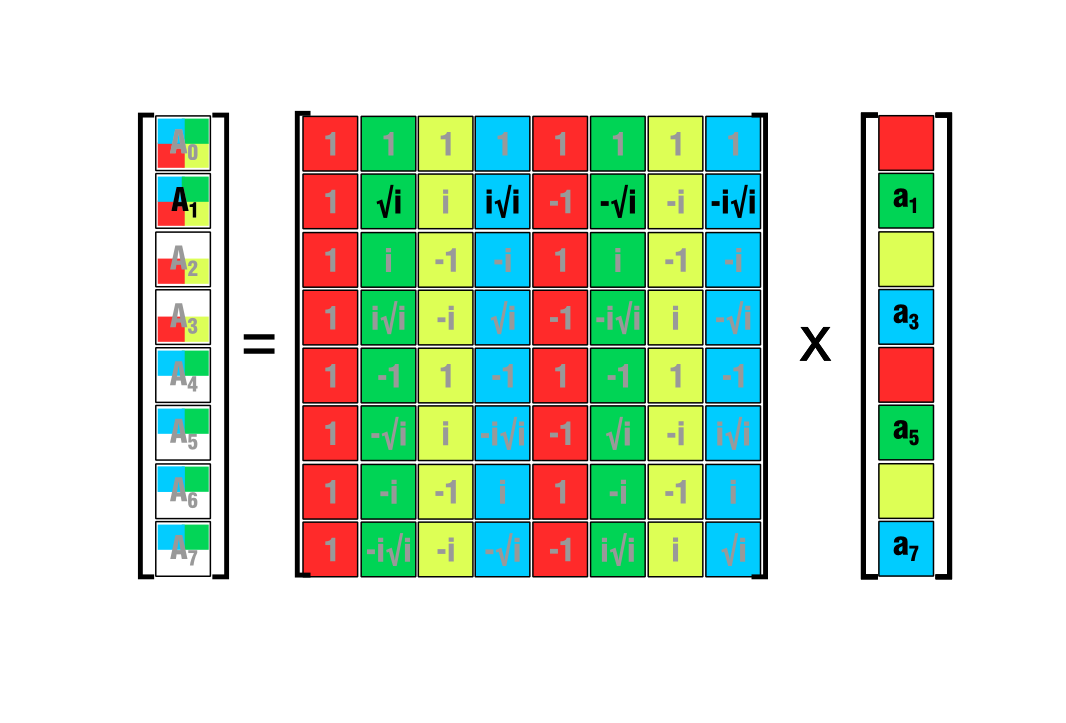 A0 1 1 1 1 1 1 1 1
A1 1 √i i i√i -1 -√i -i -i√i a1
A2 1 i -1 -i 1 i -1 -i
A3 1 i√i -i √i -1 -i√i i -√i a3
= x
A4 1 -1 1 -1 1 -1 1 -1
A5 1 -√i i -i√i -1 √i -i i√i a5
A6 1 -i -1 i 1 -i -1 i
A7 1 -i√i -i -√i -1 i√i i √i a7